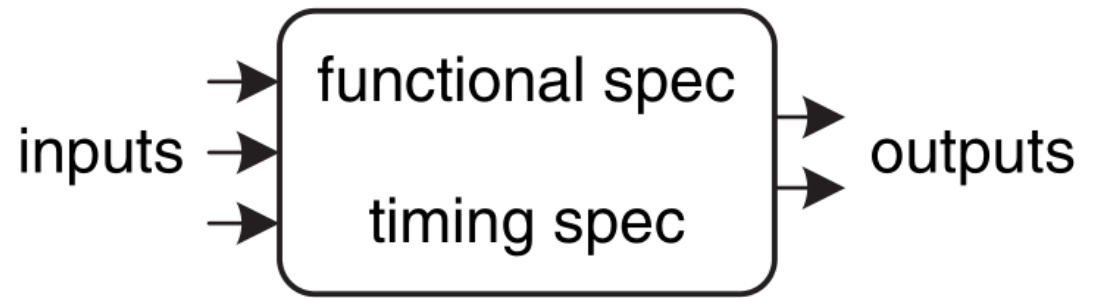 functional spec
inputs
outputs
timing spec